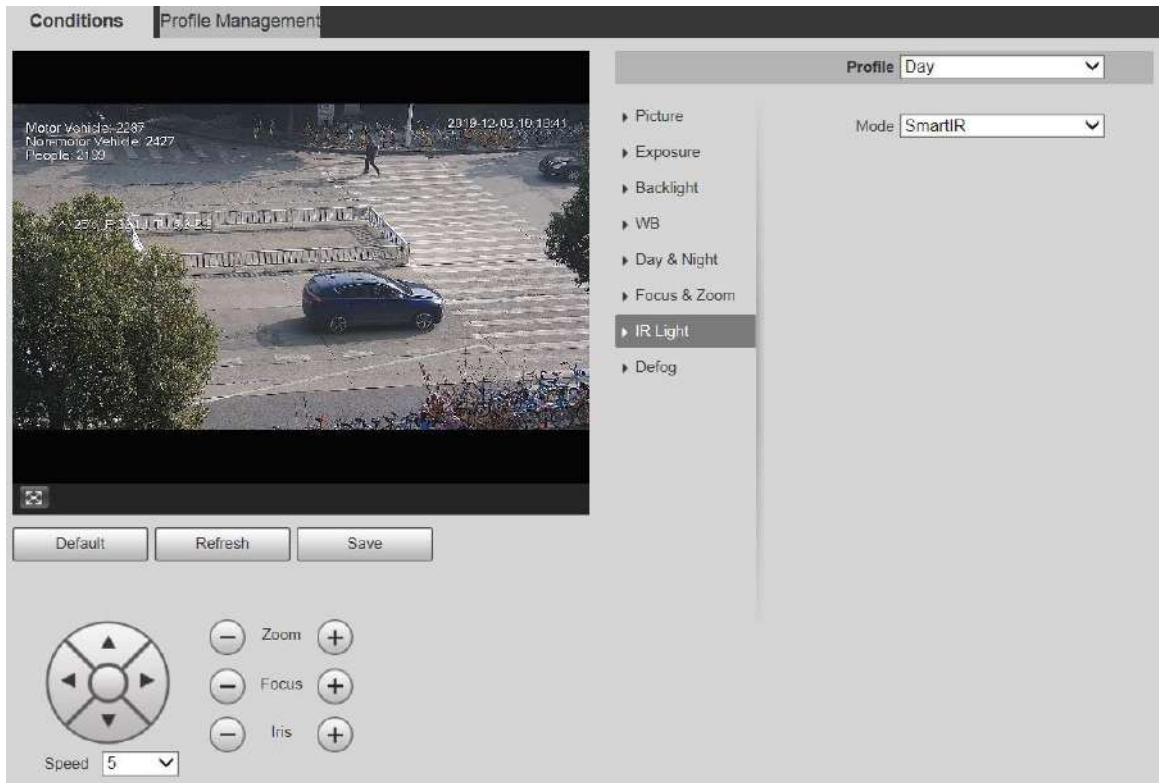 Conditions
Profile Management
Profile Day
Motor Vehicle: 2287
2019-12-03 10:18:41
Non-motor Vehicle: 2427
People: 2199
Picture
Mode SmartIR
Exposure
Backlight
WB
Day & Night
Focus & Zoom
IR Light
Defog
Default
Refresh
Save
Zoom
Focus
Iris
Speed 5